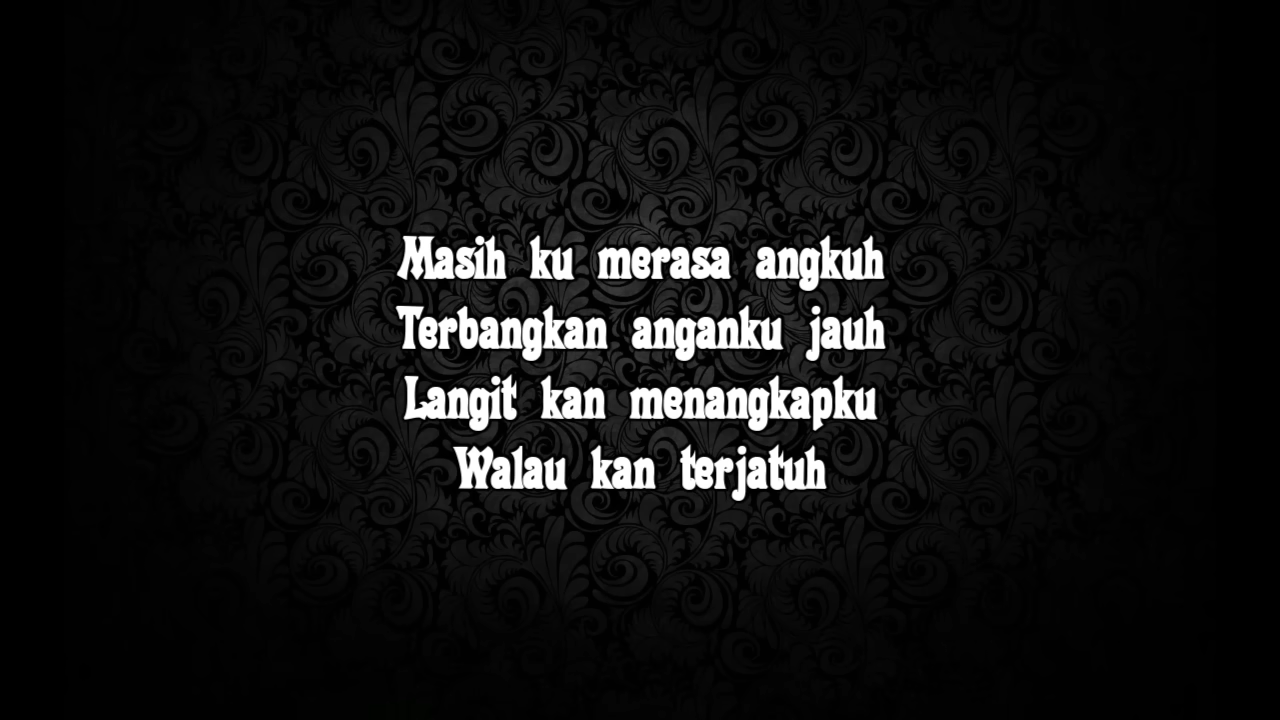 Masih ku merasa angkuh
Terbangkan anganku jauh
Langit kan menangkapku
Walau kan terjatuh